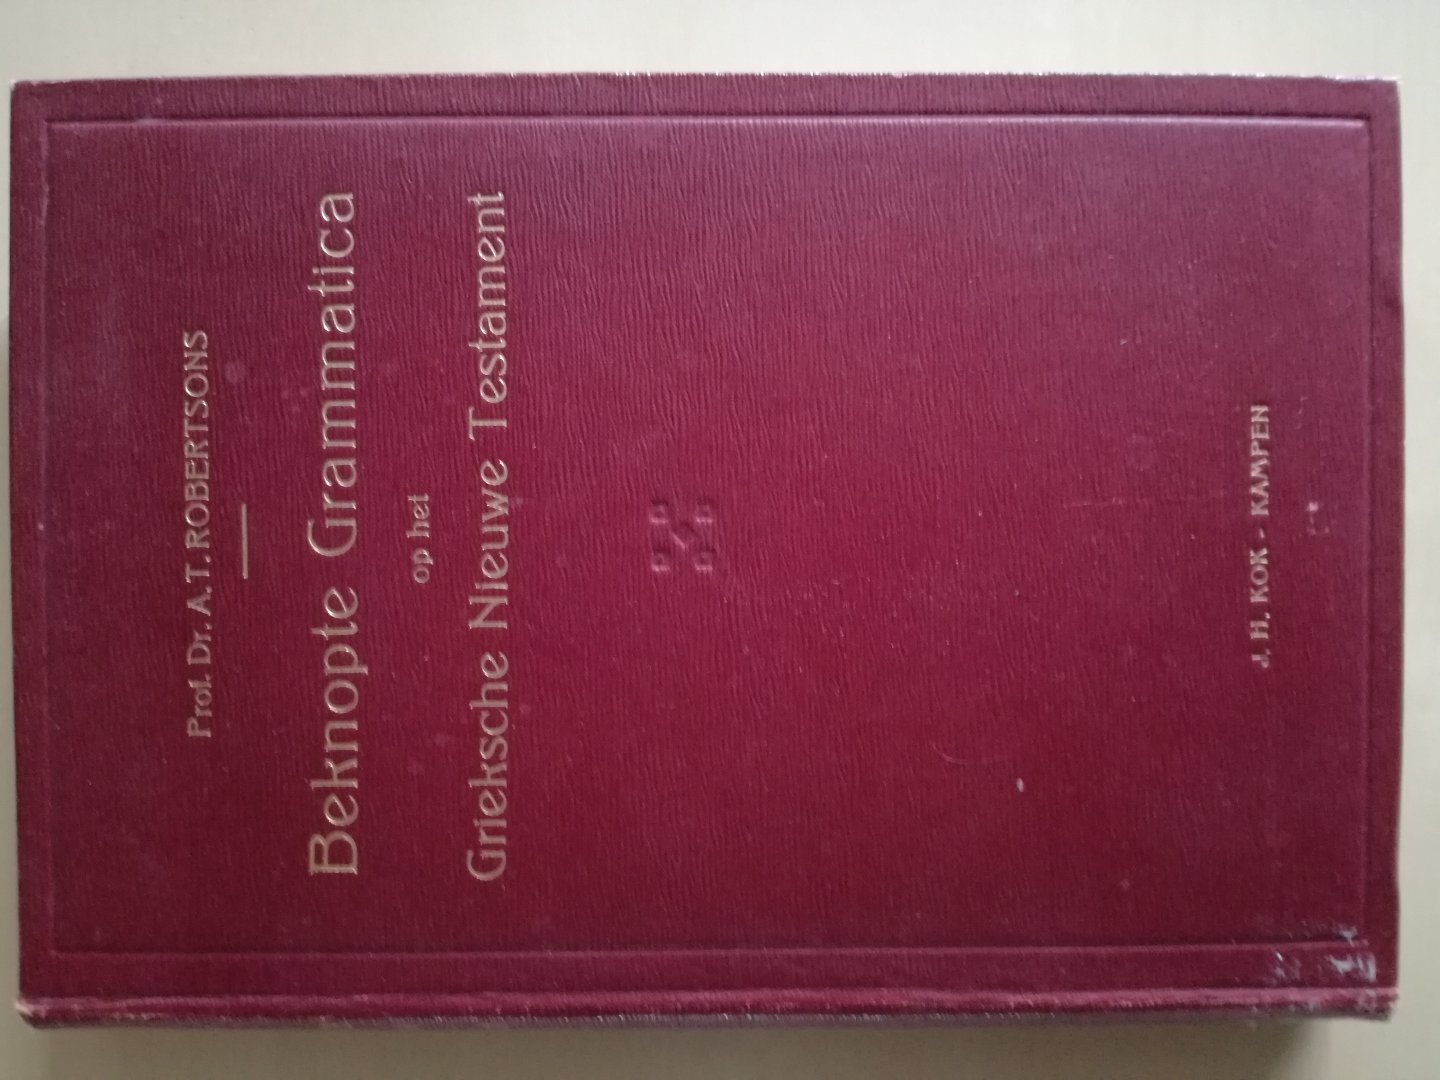 Prof. Dr. A. T. ROBERTSONS
Beknopte Grammatica
op het
Grieksche Nieuwe Testament
J. H. KOK - KAMPEN